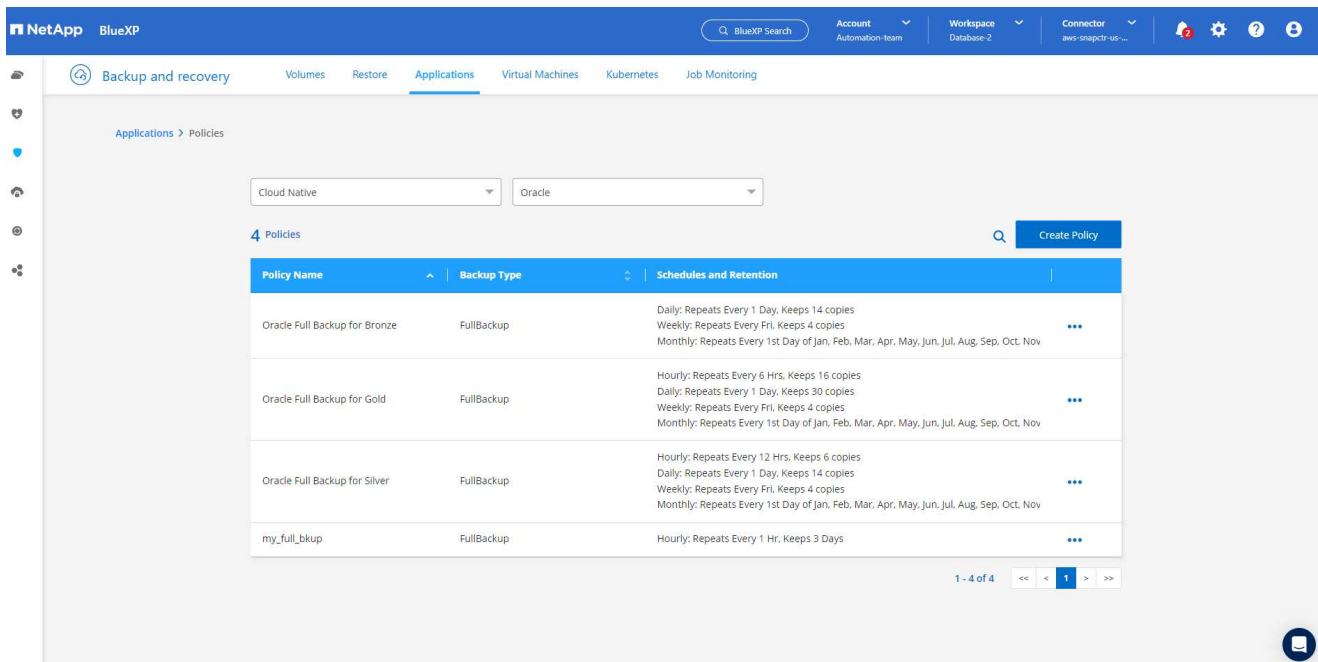 NetApp BlueXP
BlueXP Search
Account
Automation-team
Workspace
Database-2
Connector
aws-snapctr-us-...
2
Backup and recovery
Volumes
Restore
Applications
Virtual Machines
Kubernetes
Job Monitoring
Applications > Policies
Cloud Native
Oracle
4 Policies
Create Policy
Policy Name
Backup Type
Schedules and Retention
Oracle Full Backup for Bronze
FullBackup
Daily: Repeats Every 1 Day, Keeps 14 copies
Weekly: Repeats Every Fri, Keeps 4 copies
Monthly: Repeats Every 1st Day of Jan, Feb, Mar, Apr, May, Jun, Jul, Aug, Sep, Oct, Nov
Oracle Full Backup for Gold
FullBackup
Hourly: Repeats Every 6 Hrs, Keeps 16 copies
Daily: Repeats Every 1 Day, Keeps 30 copies
Weekly: Repeats Every Fri, Keeps 4 copies
Monthly: Repeats Every 1st Day of Jan, Feb, Mar, Apr, May, Jun, Jul, Aug, Sep, Oct, Nov
Oracle Full Backup for Silver
FullBackup
Hourly: Repeats Every 12 Hrs, Keeps 6 copies
Daily: Repeats Every 1 Day, Keeps 14 copies
Weekly: Repeats Every Fri, Keeps 4 copies
Monthly: Repeats Every 1st Day of Jan, Feb, Mar, Apr, May, Jun, Jul, Aug, Sep, Oct, Nov
my_full_bkup
FullBackup
Hourly: Repeats Every 1 Hr, Keeps 3 Days
1 - 4 of 4 << < 1 > >>